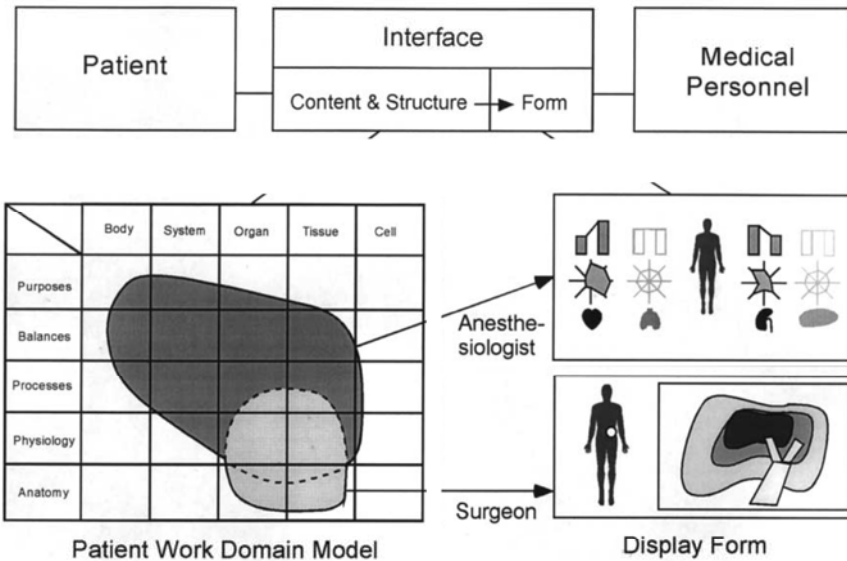 Patient
Interface
Content & Structure
Form
Medical
Personnel
Body
System
Organ
Tissue
Cell
Purposes
Balances
Processes
Physiology
Anatomy
Anesthe-
siologist
Surgeon
Patient Work Domain Model
Display Form